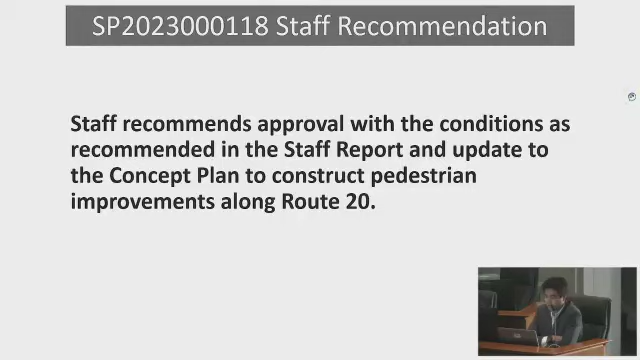 SP202300118 Staff Recommendation
Staff recommends approval with the conditions as
recommended in the Staff Report and update to
the Concept Plan to construct pedestrian
improvements along Route 20.